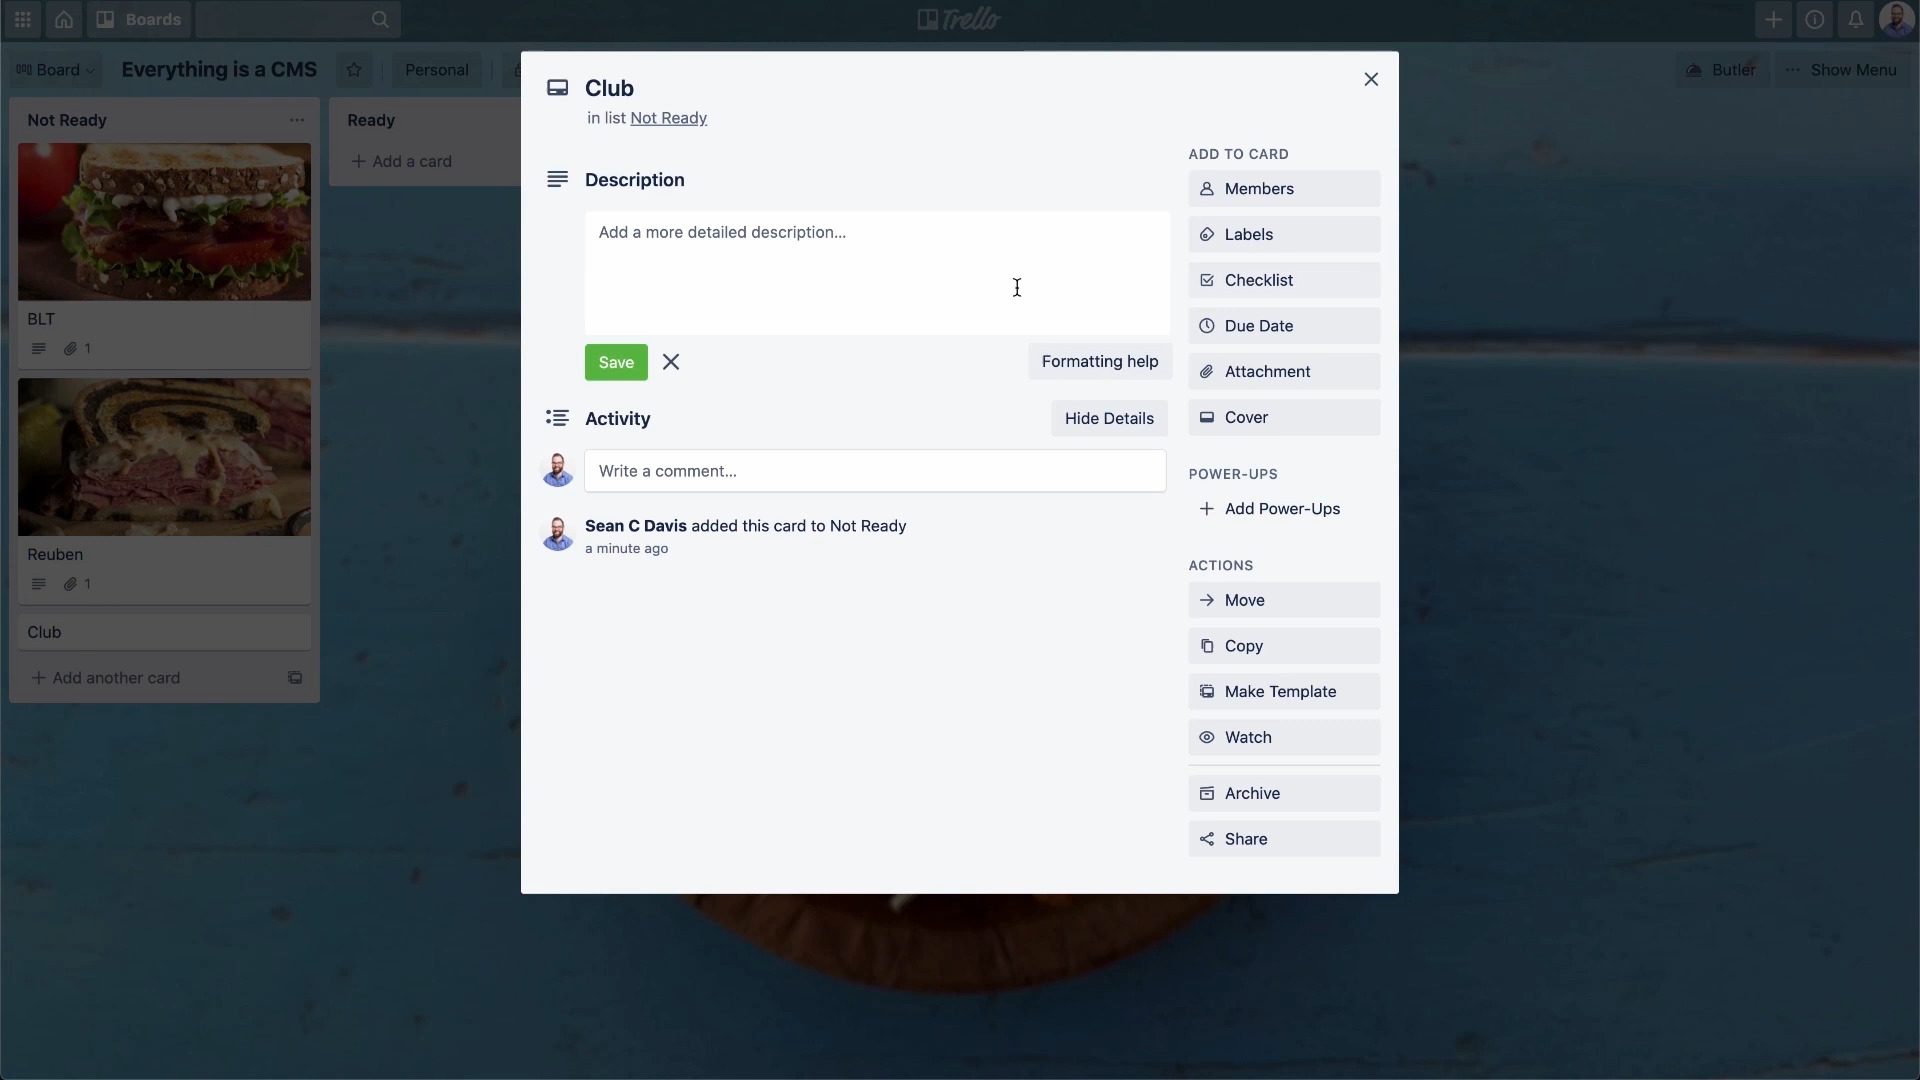 Boards
Trello
Board
Everything is a CMS
Personal
Butler
Show Menu
Not Ready
BLT
1
Reuben
1
Club
Add another card
Ready
Add a card
Club
in list Not Ready
Description
Add a more detailed description...
Save
Formatting help
Activity
Hide Details
Write a comment...
Sean C Davis added this card to Not Ready
a minute ago
ADD TO CARD
Members
Labels
Checklist
Due Date
Attachment
Cover
POWER-UPS
Add Power-Ups
ACTIONS
Move
Copy
Make Template
Watch
Archive
Share